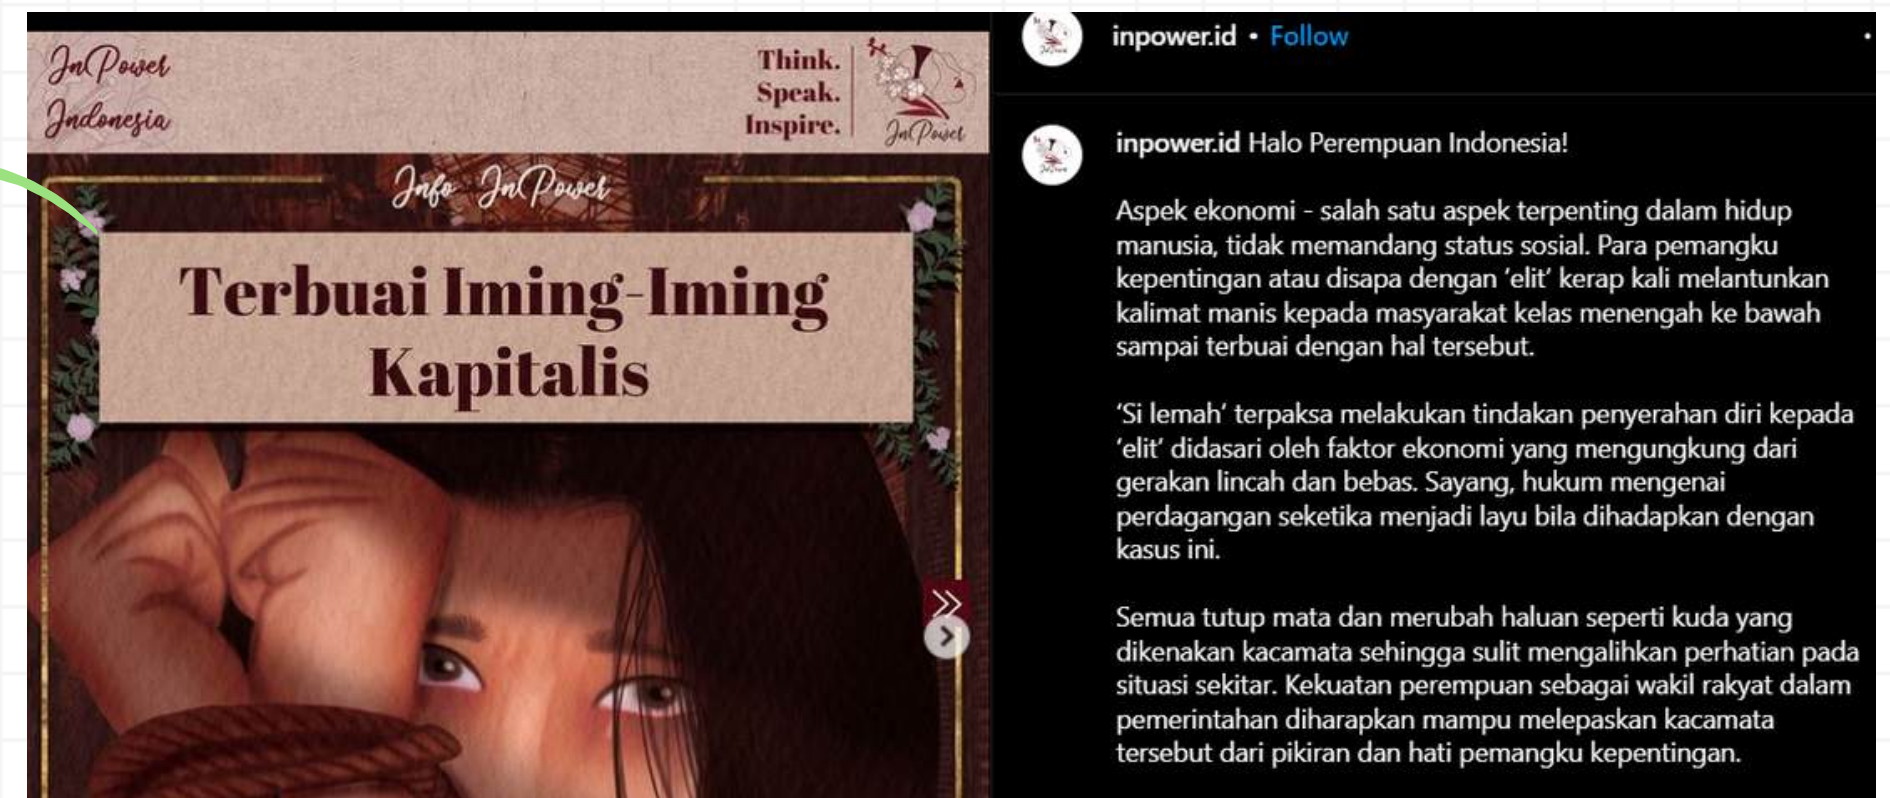 InPower
Indonesia
Think.
Speak.
Inspire.
InPower
Info InPower
Terbuai Iming-Iming
Kapitalis
inpower.id • Follow
inpower.id Halo Perempuan Indonesia!
Aspek ekonomi - salah satu aspek terpenting dalam hidup
manusia, tidak memandang status sosial. Para pemangku
kepentingan atau disapa dengan ‘elit’ kerap kali melantunkan
kalimat manis kepada masyarakat kelas menengah ke bawah
sampai terbuai dengan hal tersebut.
‘Si lemah’ terpaksa melakukan tindakan penyerahan diri kepada
‘elit’ didasari oleh faktor ekonomi yang mengungkung dari
gerakan lincah dan bebas. Sayang, hukum mengenai
perdagangan seketika menjadi layu bila dihadapkan dengan
kasus ini.
Semua tutup mata dan merubah haluan seperti kuda yang
dikenakan kacamata sehingga sulit mengalihkan perhatian pada
situasi sekitar. Kekuatan perempuan sebagai wakil rakyat dalam
pemerintahan diharapkan mampu melepaskan kacamata
tersebut dari pikiran dan hati pemangku kepentingan.